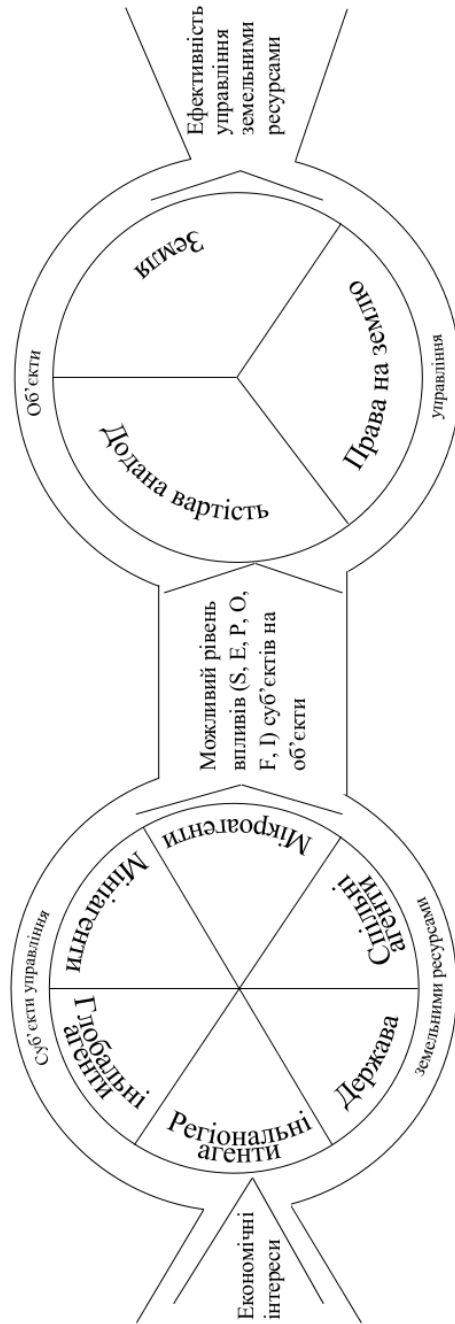 Економічні
інтереси
Суб’єкти управління
земельними ресурсами
Глобальні
агенти
Мініагенти
Мікроагенти
Спільні
агенти
Держава
Регіональні
агенти
Можливий рівень
впливів (S, E, P, O,
F, I) суб’єктів на
об’єкти
Об’єкти
управління
Додана вартість
Земля
Права на землю
Ефективність
управління
земельними
ресурсами